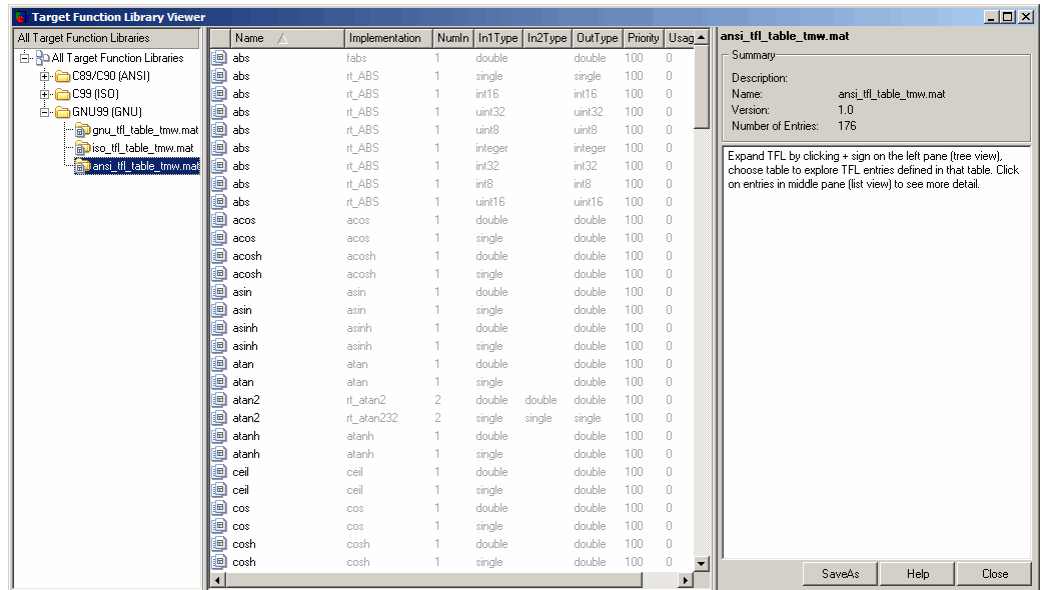 Target Function Library Viewer
All Target Function Libraries
All Target Function Libraries
C89/C90 (ANSI)
C99 (ISO)
GNU99 (GNU)
gnu_tfl_table_tmw.mat
iso_tfl_table_tmw.mat
ansi_tfl_table_tmw.mat
Name Implementation NumIn In1Type In2Type OutType Priority Usag
abs fabs 1 double double 100 0
abs rt_ABS 1 single single 100 0
abs rt_ABS 1 int16 int16 100 0
abs rt_ABS 1 uint32 uint32 100 0
abs rt_ABS 1 uint8 uint8 100 0
abs rt_ABS 1 integer integer 100 0
abs rt_ABS 1 int32 int32 100 0
abs rt_ABS 1 int8 int8 100 0
abs rt_ABS 1 uint16 uint16 100 0
acos acos 1 double double 100 0
acos acos 1 single double 100 0
acosh acosh 1 double double 100 0
acosh acosh 1 single double 100 0
asin asin 1 double double 100 0
asin asin 1 single double 100 0
asinh asinh 1 double double 100 0
asinh asinh 1 single double 100 0
atan atan 1 double double 100 0
atan atan 1 single double 100 0
atan2 rt_atan2 2 double double double 100 0
atan2 rt_atan232 2 single single single 100 0
atanh atanh 1 double double 100 0
atanh atanh 1 single double 100 0
ceil ceil 1 double double 100 0
ceil ceil 1 single double 100 0
cos cos 1 double double 100 0
cos cos 1 single double 100 0
cosh cosh 1 double double 100 0
cosh cosh 1 single double 100 0
ansi_tfl_table_tmw.mat
Summary
Description:
Name: ansi_tfl_table_tmw.mat
Version: 1.0
Number of Entries: 176
Expand TFL by clicking + sign on the left pane (tree view),
choose table to explore TFL entries defined in that table. Click
on entries in middle pane (list view) to see more detail.
SaveAs Help Close